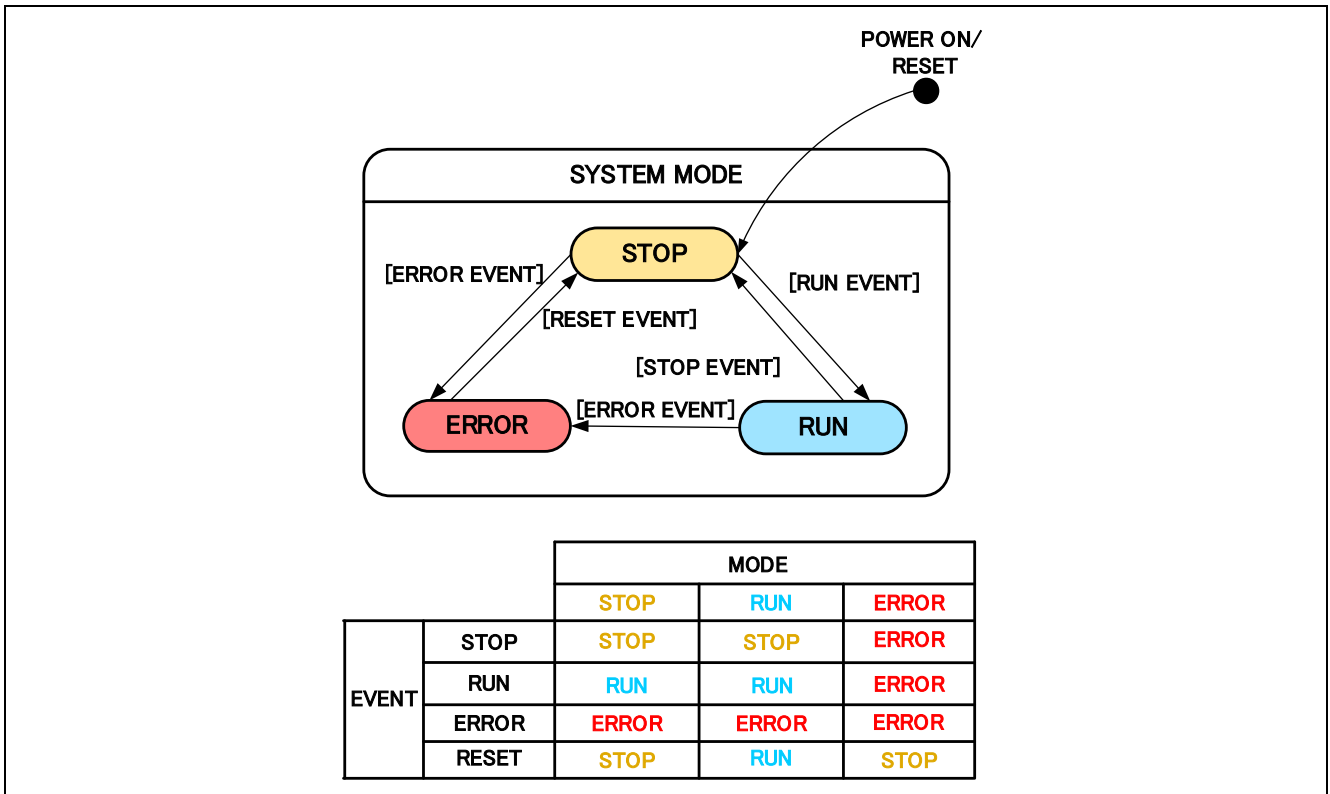 POWER ON/
RESET
SYSTEM MODE
STOP
[ERROR EVENT]
[RUN EVENT]
[RESET EVENT]
[STOP EVENT]
[ERROR EVENT]
ERROR
RUN
MODE
STOP RUN ERROR
EVENT
STOP STOP STOP ERROR
RUN RUN RUN ERROR
ERROR ERROR ERROR ERROR
RESET STOP RUN STOP